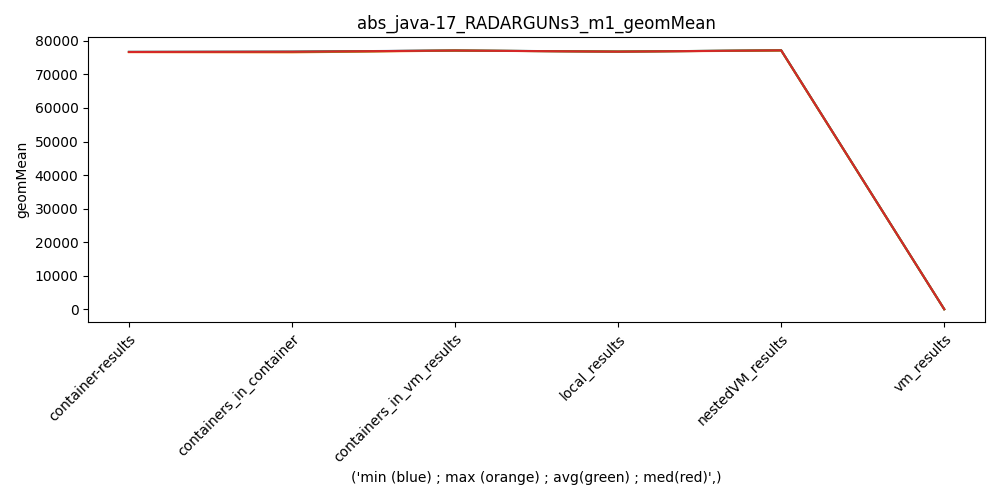 abs_java-17_RADARGUNs3_m1_geomMean
80000
70000
60000
50000
40000
30000
20000
10000
0
geomMean
container-results
containers_in_container
containers_in_vm_results
local_results
nestedVM_results
vm_results
('min (blue) ; max (orange) ; avg(green) ; med(red)',)